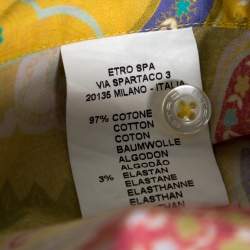 ETRO SPA
VIA SPARTACO 3
20135 MILANO - ITALIA
97% COTONE
COTTON
COTON
BAUMWOLLE
ALGODON
ALGODÃO
3% ELASTAN
ELASTANE
ELASTHANNE
ELASTHAN
ELASTAN